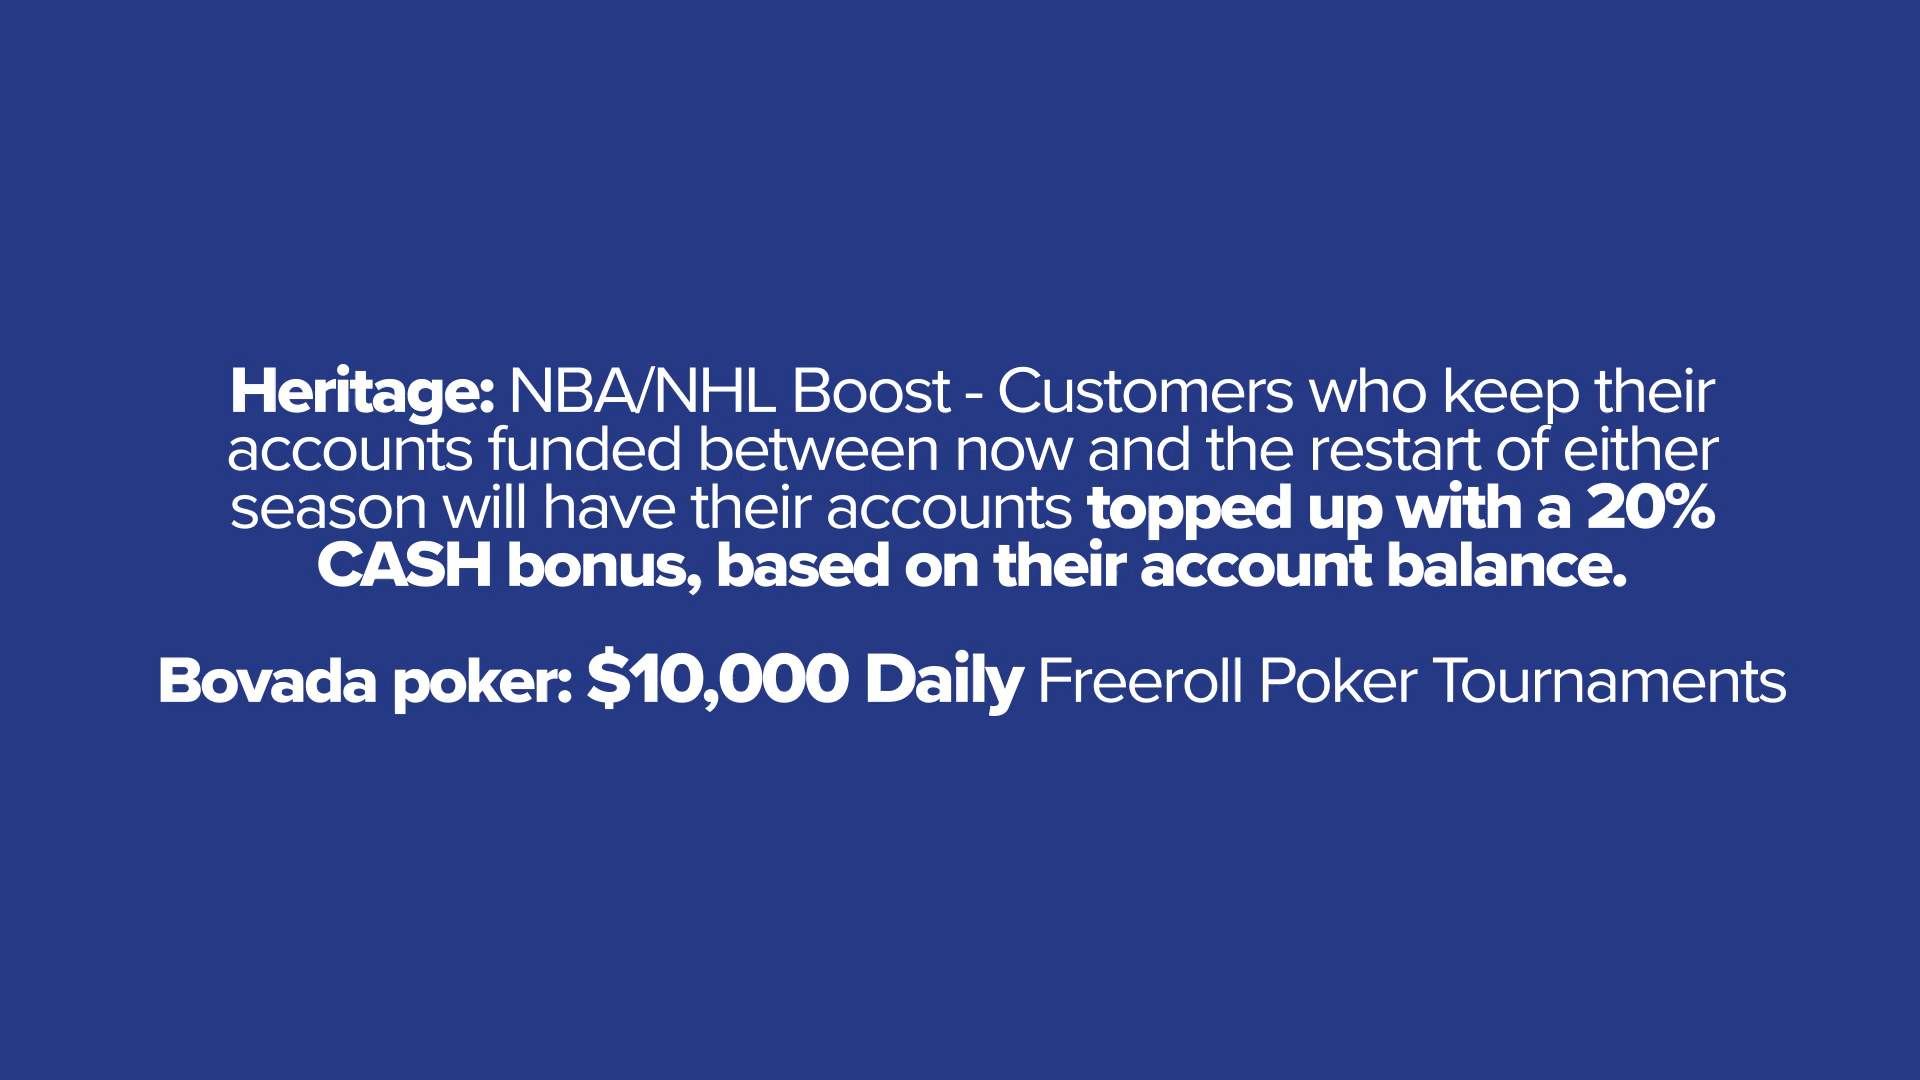 Heritage: NBA/NHL Boost - Customers who keep their
accounts funded between now and the restart of either
season will have their accounts topped up with a 20%
CASH bonus, based on their account balance.
Bovada poker: $10,000 Daily Freeroll Poker Tournaments